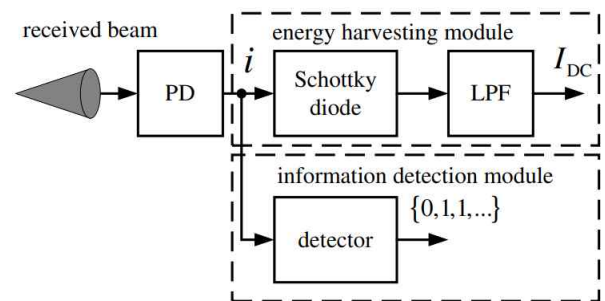 received beam
PD
i
energy harvesting module
Schottky
diode
LPF
I_DC
information detection module
detector
{0,1,1,...}